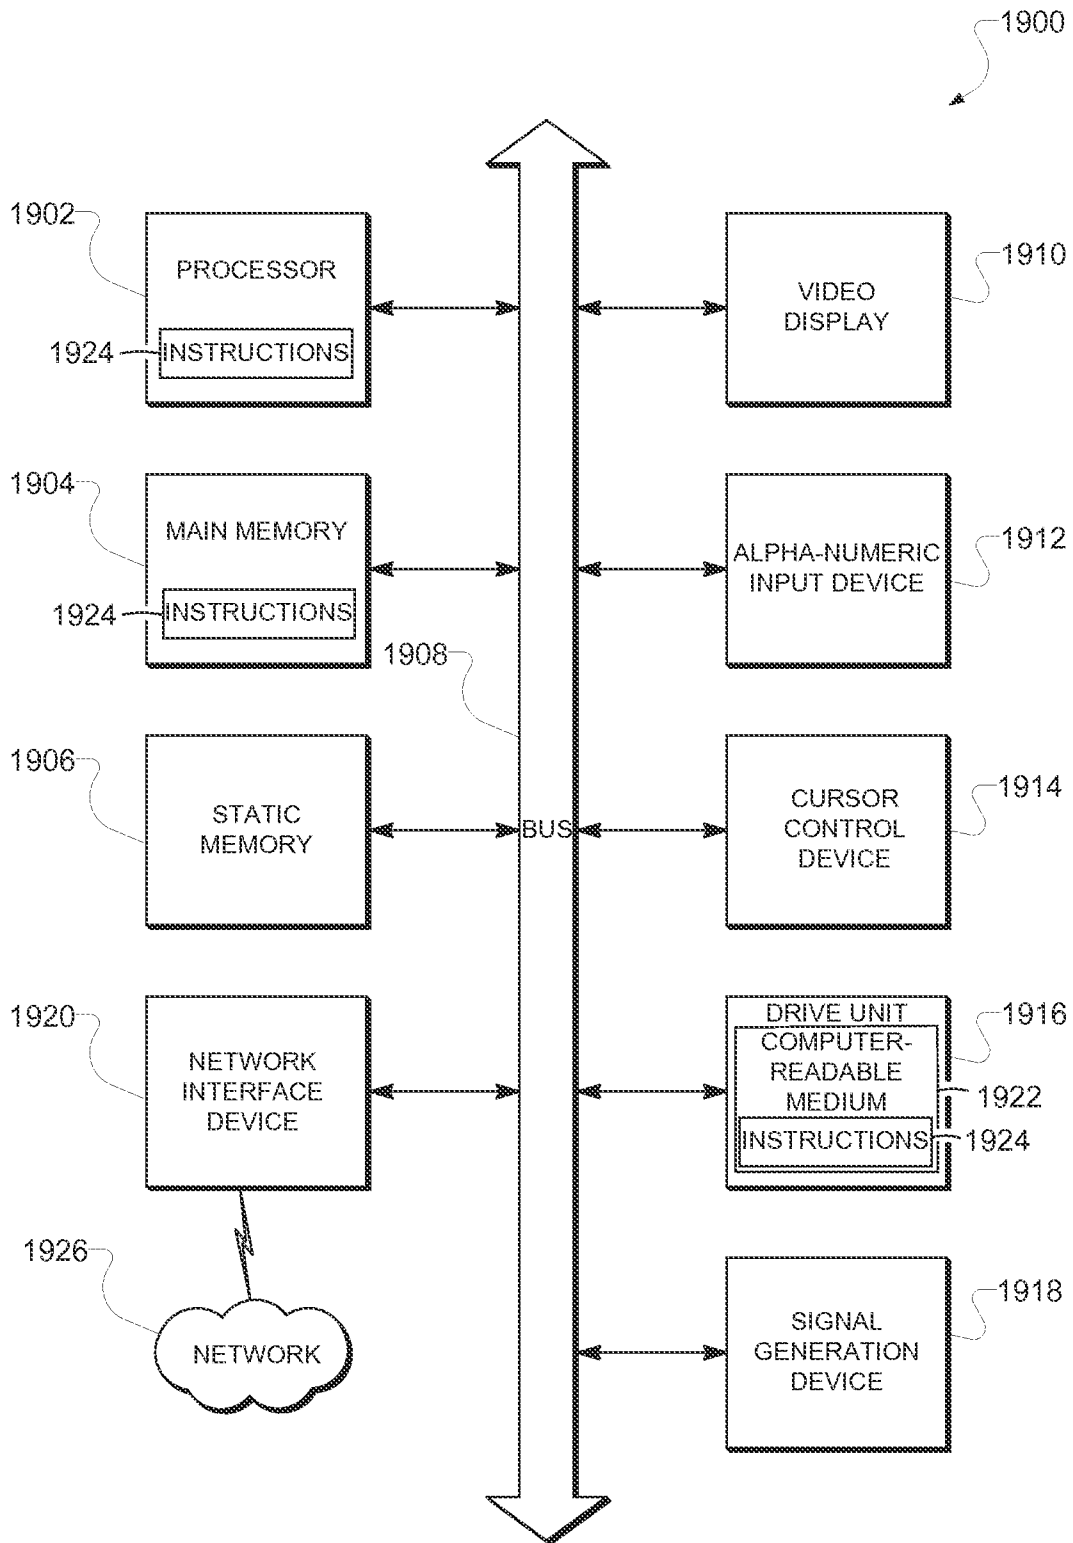 1900
1902
PROCESSOR
1924
INSTRUCTIONS
1910
VIDEO
DISPLAY
1904
MAIN MEMORY
1924
INSTRUCTIONS
1912
ALPHA-NUMERIC
INPUT DEVICE
1908
BUS
1906
STATIC
MEMORY
1914
CURSOR
CONTROL
DEVICE
1920
NETWORK
INTERFACE
DEVICE
1916
DRIVE UNIT
COMPUTER-
READABLE
MEDIUM
1922
INSTRUCTIONS
1924
1926
NETWORK
1918
SIGNAL
GENERATION
DEVICE